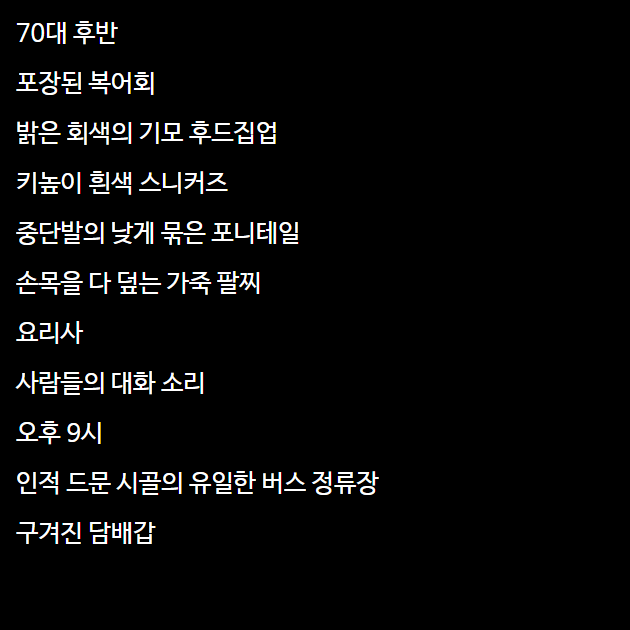 70대 후반
포장된 복어회
밝은 회색의 기모 후드집업
키높이 흰색 스니커즈
중단발의 낮게 묶은 포니테일
손목을 다 덮는 가죽 팔찌
요리사
사람들의 대화 소리
오후 9시
인적 드문 시골의 유일한 버스 정류장
구겨진 담배갑